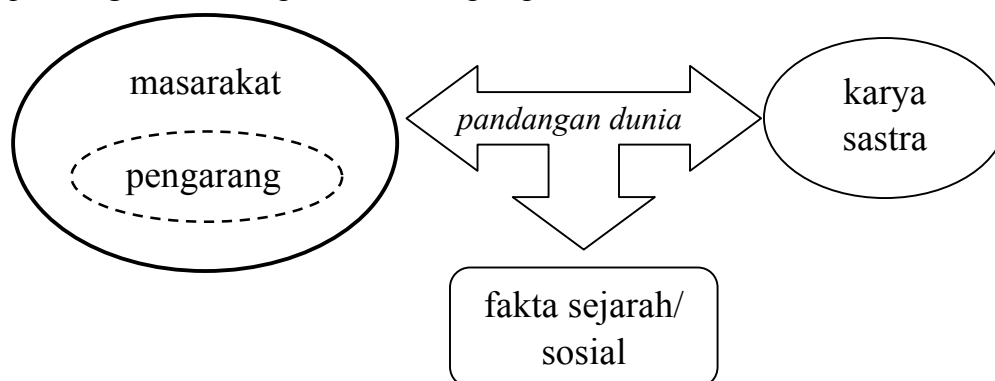 masarakat
pengarang
pandangan dunia
karya
sastra
fakta sejarah/
sosial